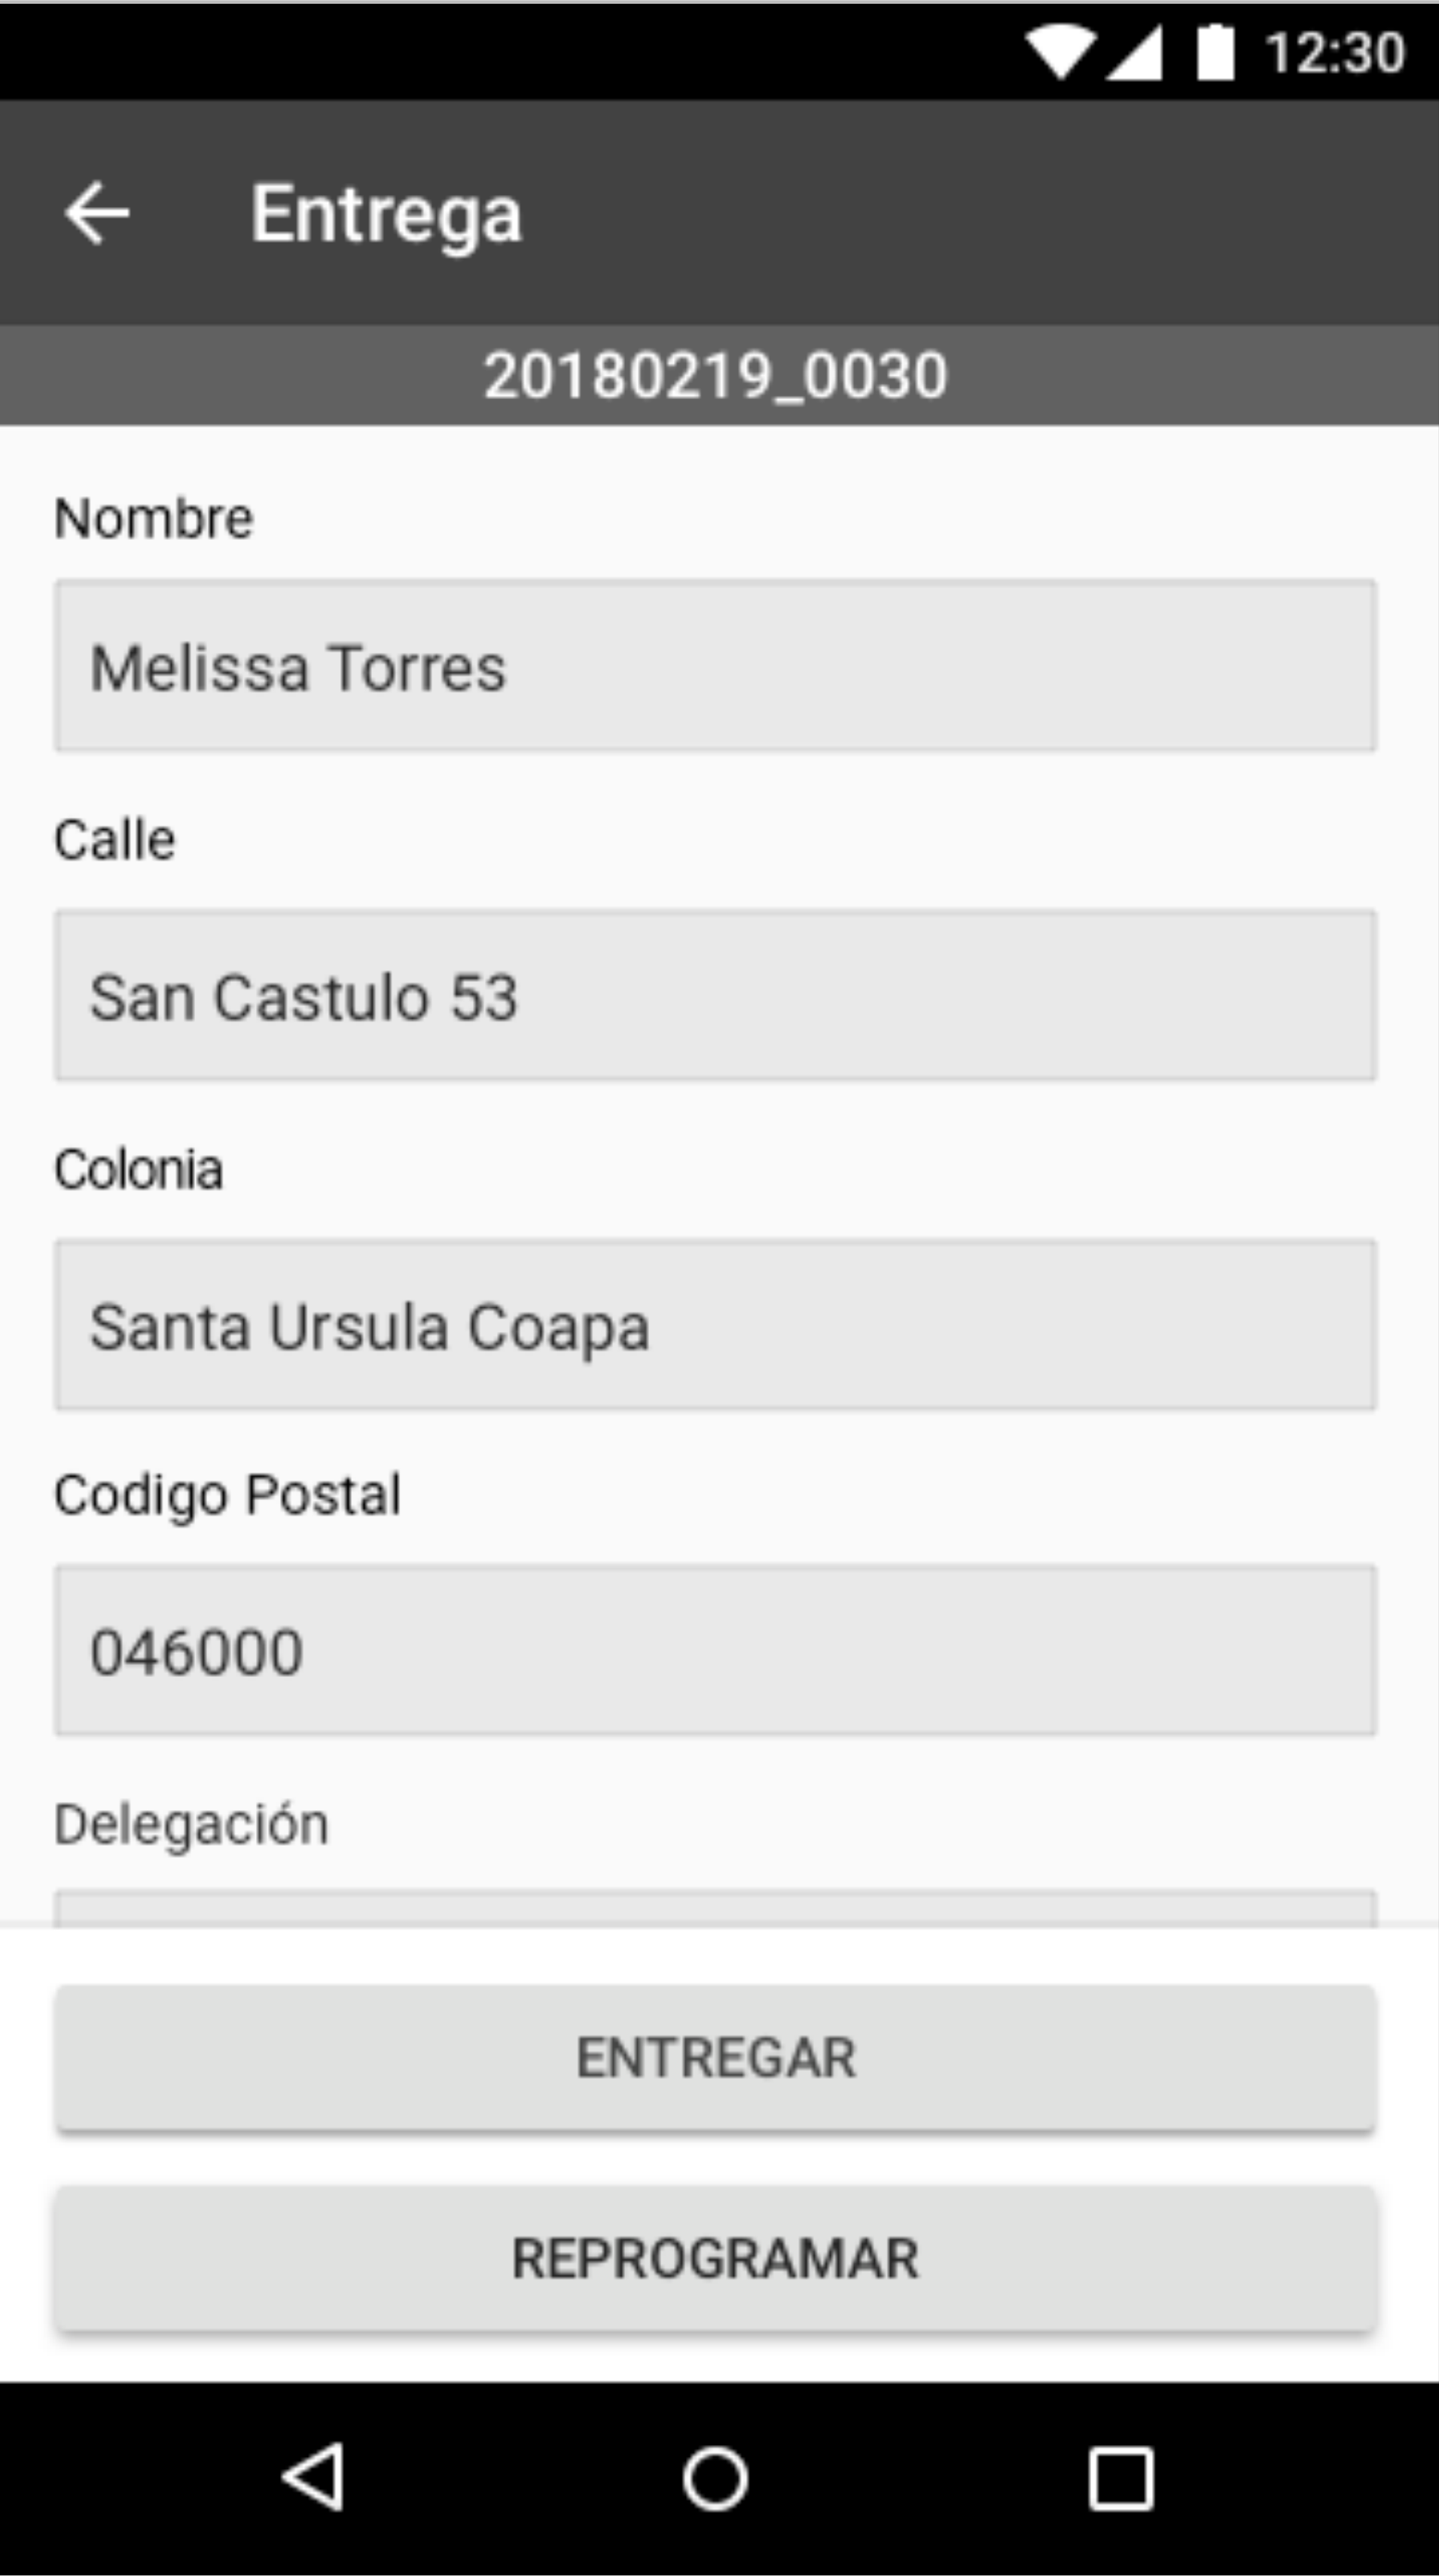 12:30
Entrega
20180219_0030
Nombre
Melissa Torres
Calle
San Castulo 53
Colonia
Santa Ursula Coapa
Codigo Postal
046000
Delegación
ENTREGAR
REPROGRAMAR